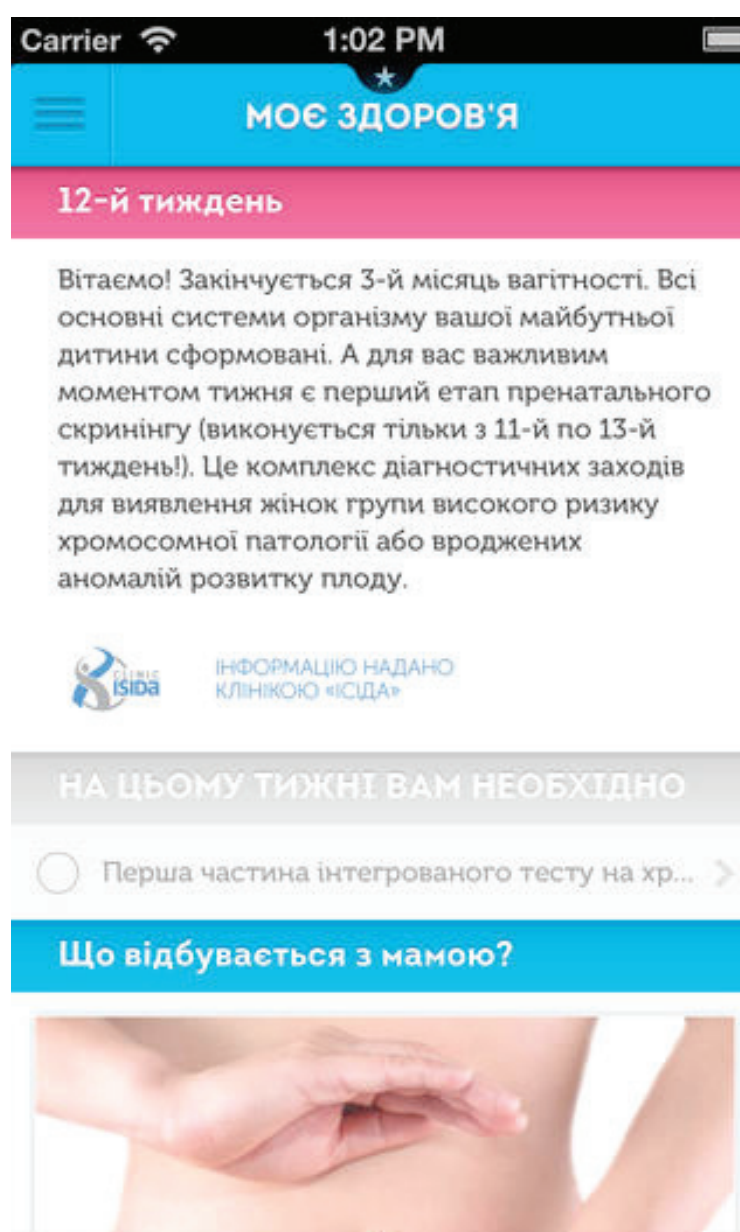 Carrier 1:02 PM
МОЄ ЗДОРОВ'Я
12-й тиждень
Вітаємо! Закінчується 3-й місяць вагітності. Всі
основні системи організму вашої майбутньої
дитини сформовані. А для вас важливим
моментом тижня є перший етап пренатального
скринінгу (виконується тільки з 11-й по 13-й
тиждень!). Це комплекс діагностичних заходів
для виявлення жінок групи високого ризику
хромосомної патології або вроджених
аномалій розвитку плоду.
CLINIC
ISIDA
ІНФОРМАЦІЮ НАДАНО
КЛІНІКОЮ «ІСІДА»
НА ЦЬОМУ ТИЖНІ ВАМ НЕОБХІДНО
Перша частина інтегрованого тесту на хр...
Що відбувається з мамою?